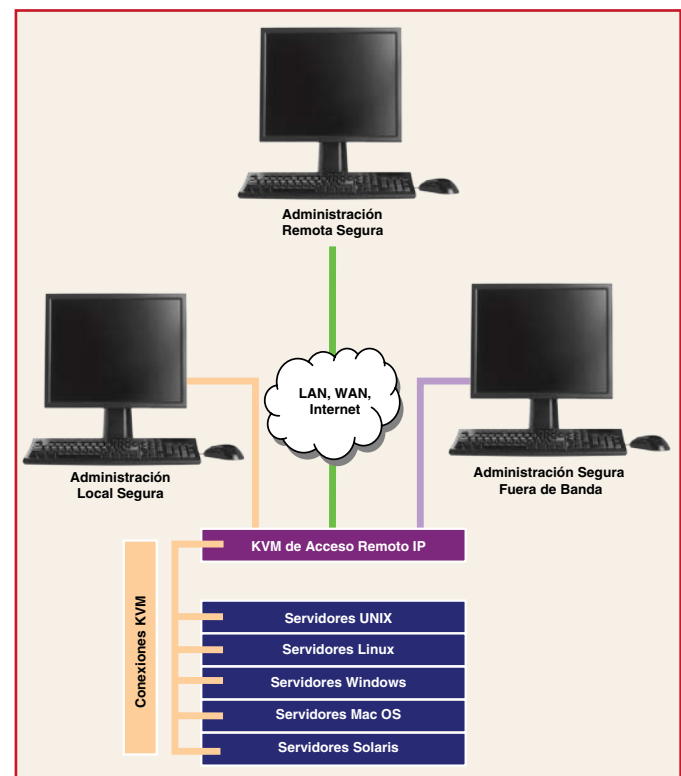 Administración
Remota Segura
LAN, WAN,
Internet
Administración
Local Segura
Administración Segura
Fuera de Banda
KVM de Acceso Remoto IP
Conexiones KVM
Servidores UNIX
Servidores Linux
Servidores Windows
Servidores Mac OS
Servidores Solaris